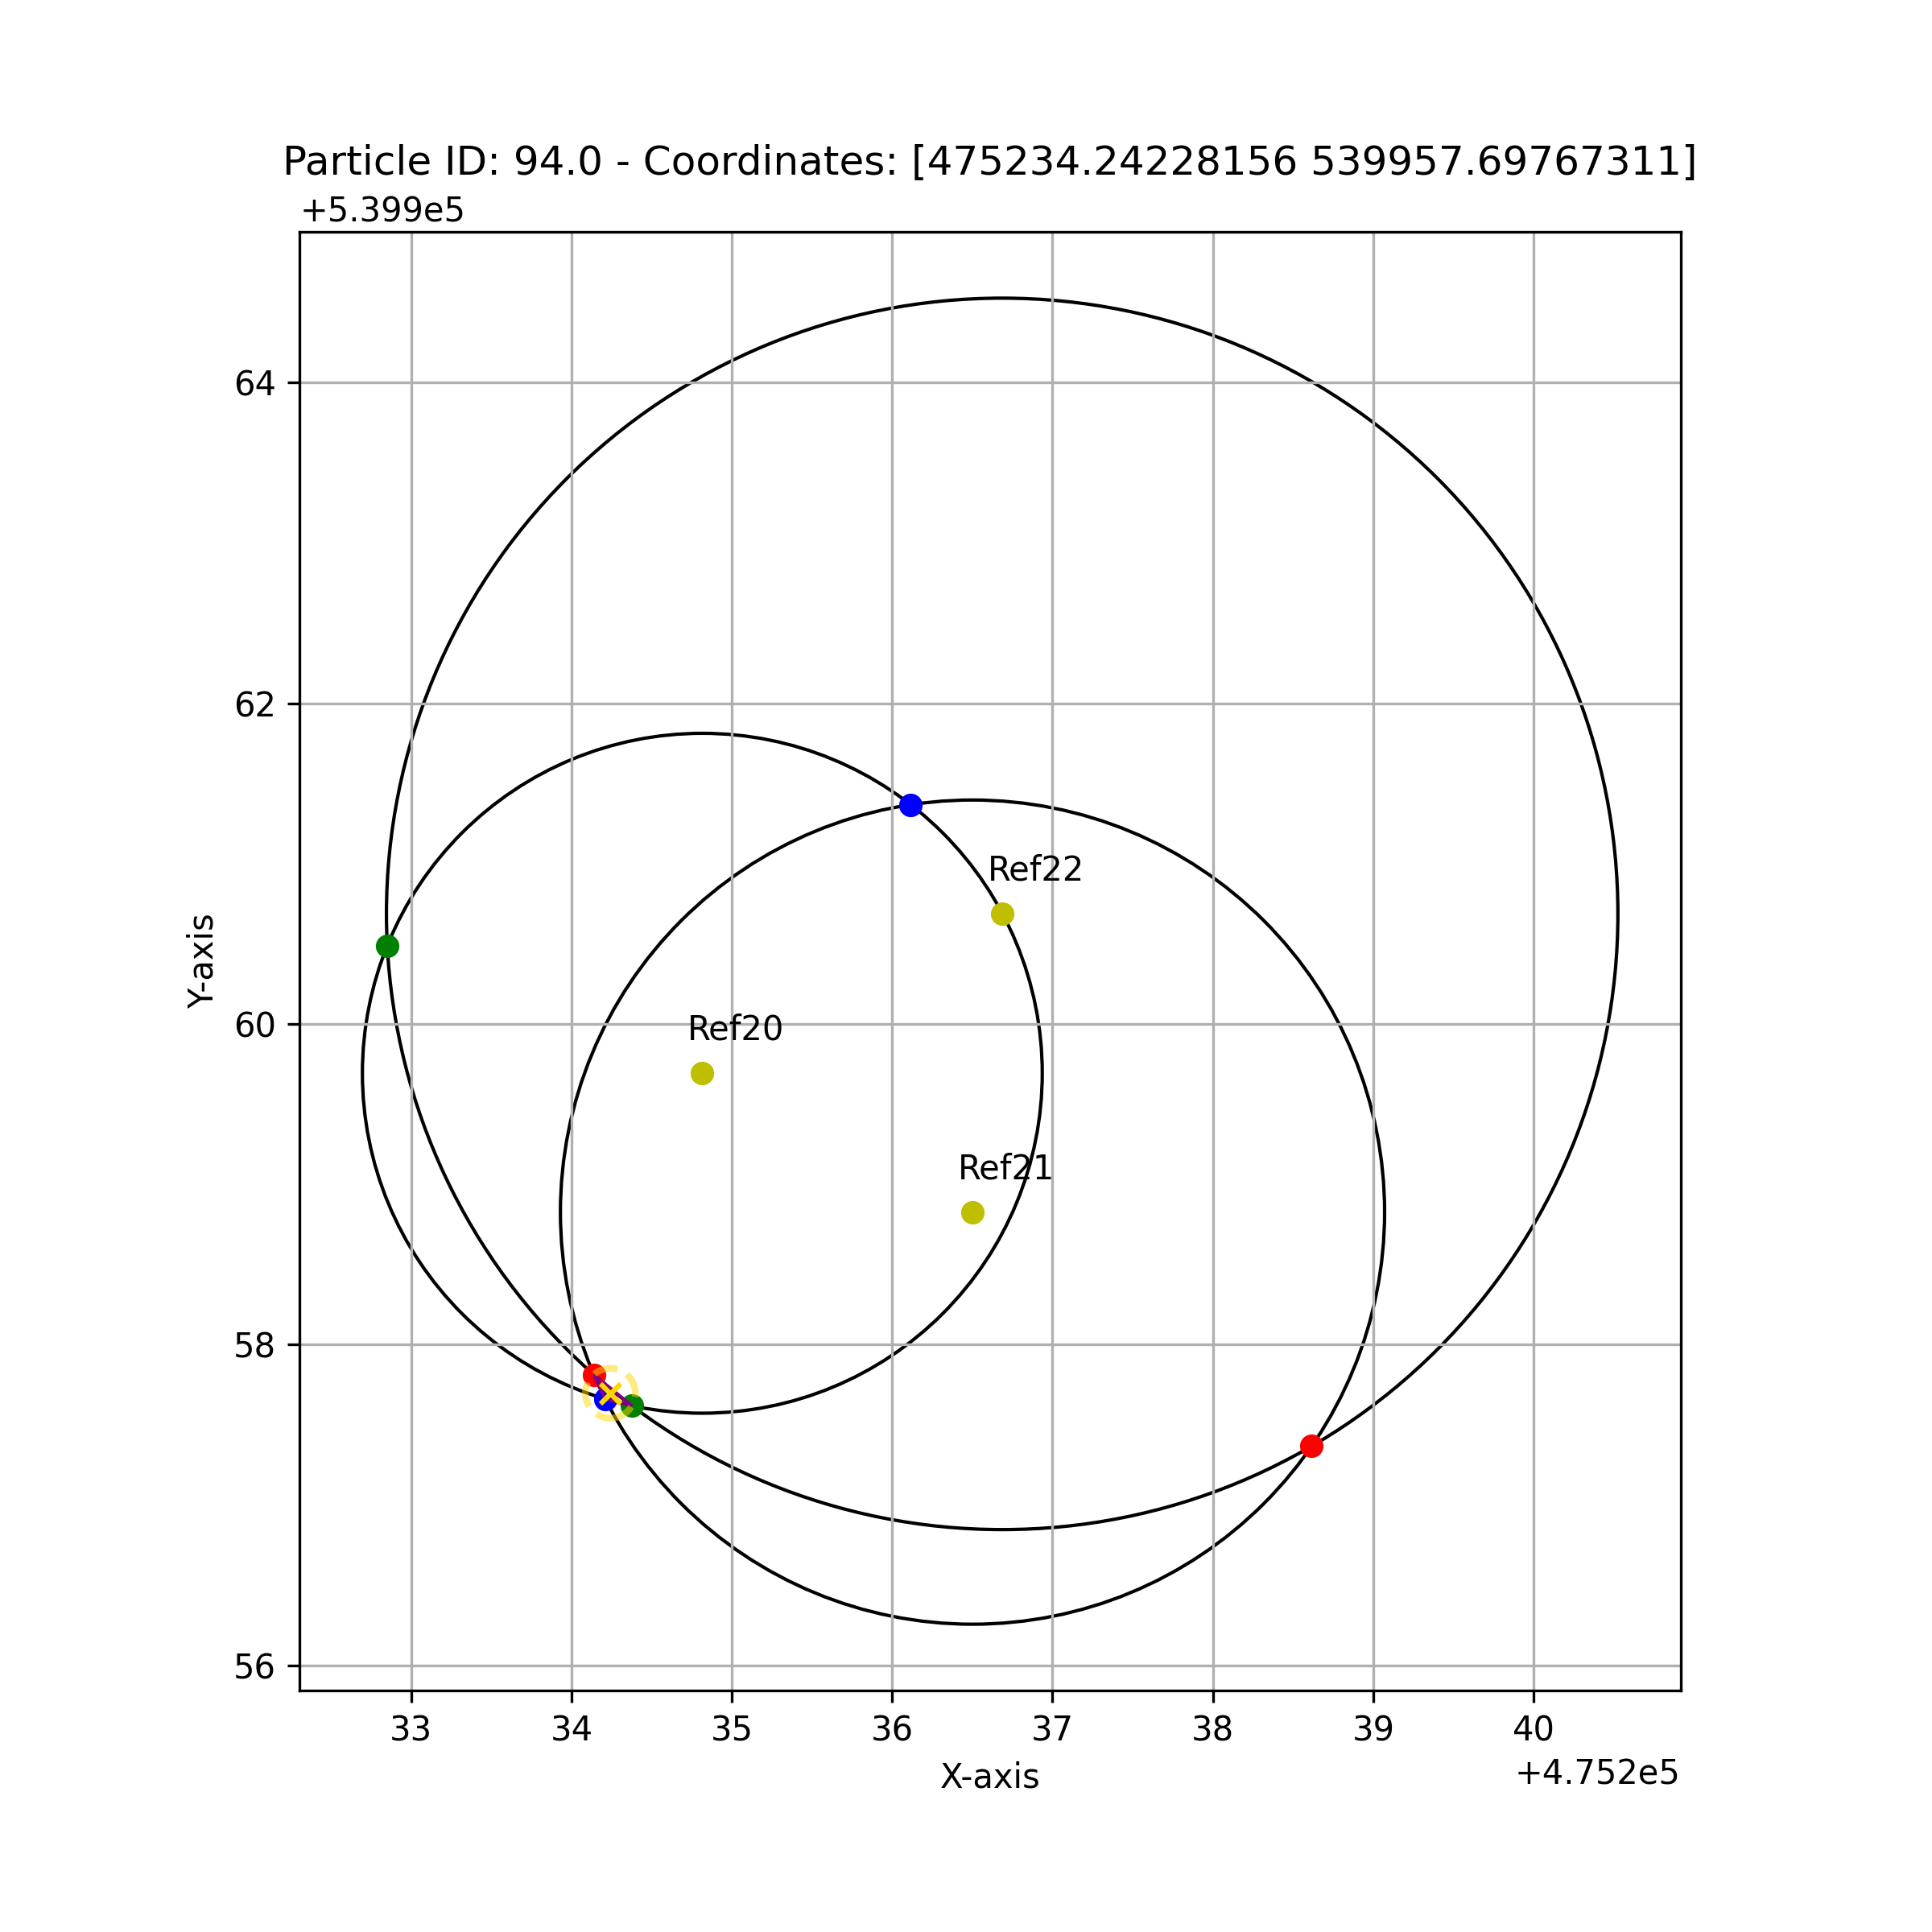 Particle ID: 94.0 - Coordinates: [475234.24228156 539957.69767311]
+5.399e5
64
62
60
58
56
Y-axis
Ref22
Ref20
Ref21
33 34 35 36 37 38 39 40
X-axis
+4.752e5